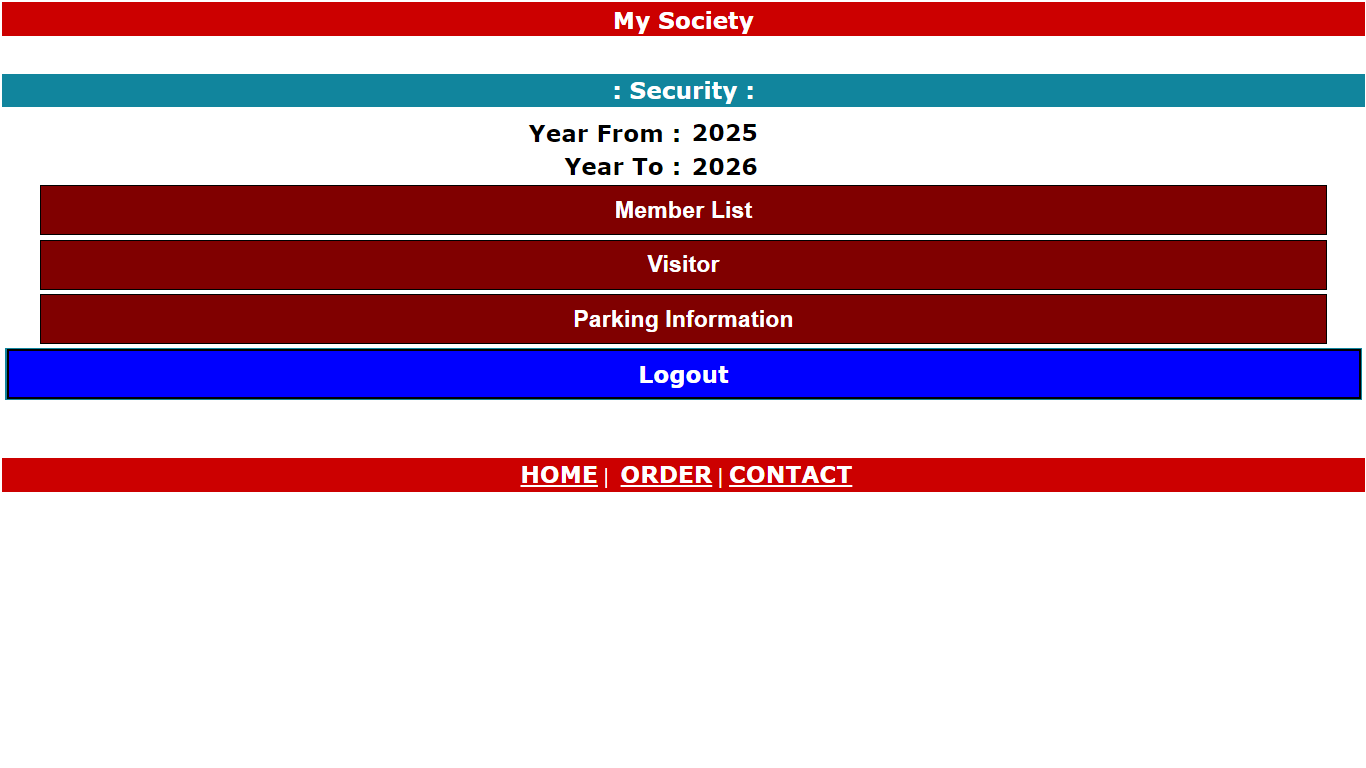 My Society
: Security :
Year From : 2025
Year To : 2026
Member List
Visitor
Parking Information
Logout
HOME | ORDER | CONTACT